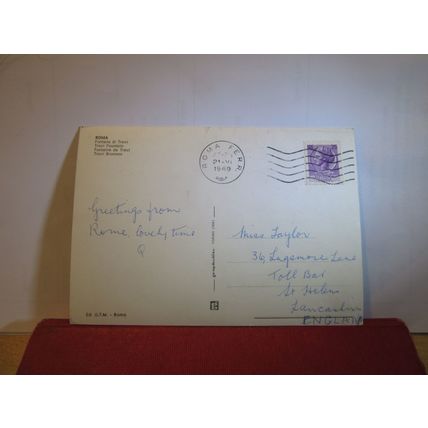 ROMA
Fontana di Trevi
Trevi Fountain
Fontaine de Trevi
Trevi Brunnen
ROMA FERR.
21-VI
1969
Greetings from
Rome, lovely time
Miss Taylor
36, Lagsmore Lane
Toll Bar
St Helens
Lancashire
ENGLAND
Ed. O.T.M. - Roma